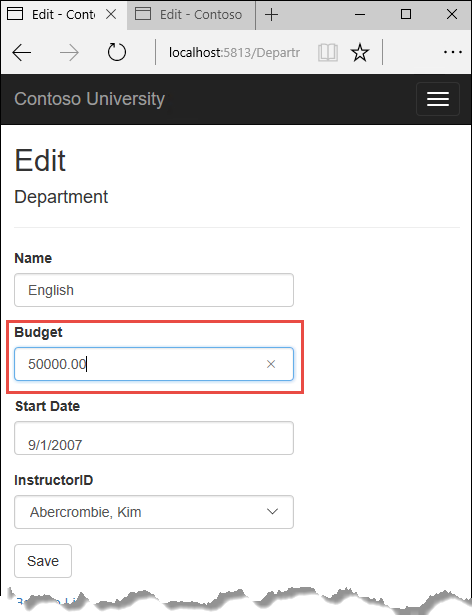 Edit - Cont
Edit - Contoso
localhost:5813/Departr
Contoso University
Edit
Department
Name
English
Budget
50000.00
Start Date
9/1/2007
InstructorID
Abercrombie, Kim
Save